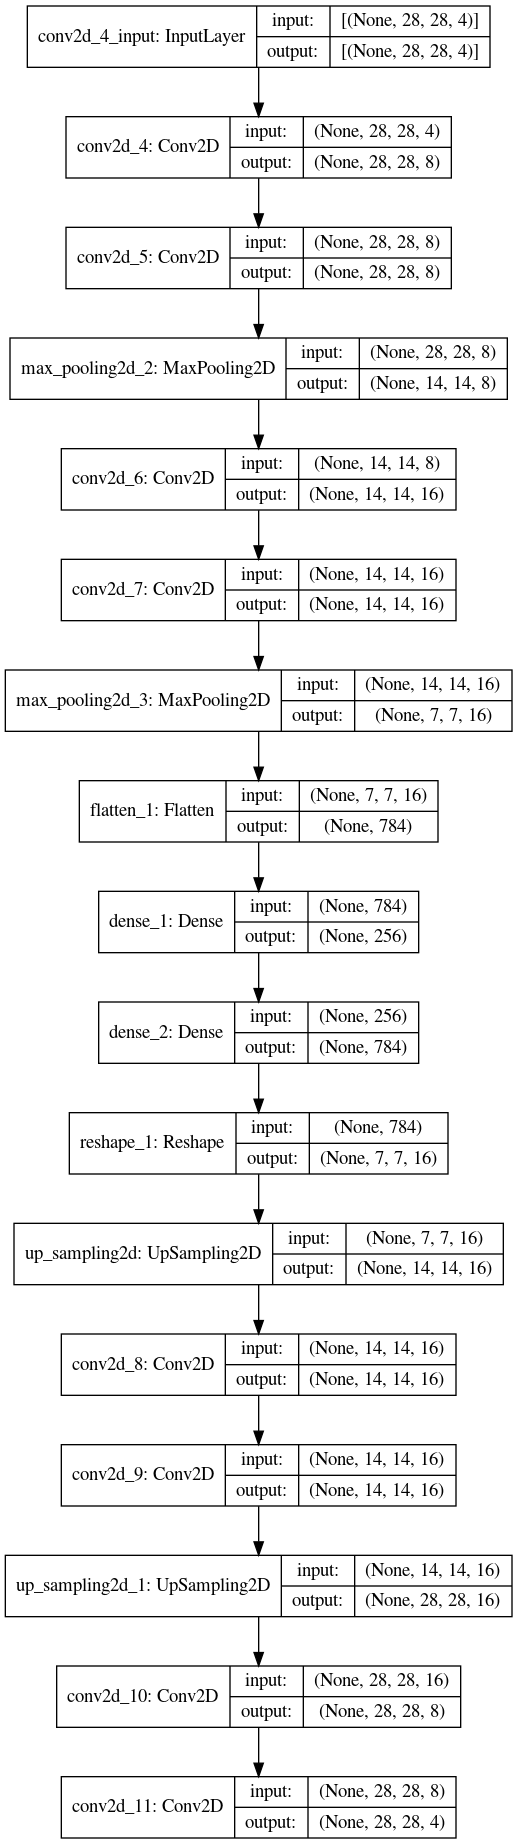 conv2d_4_input: InputLayer
input: [(None, 28, 28, 4)]
output: [(None, 28, 28, 4)]
conv2d_4: Conv2D
input: (None, 28, 28, 4)
output: (None, 28, 28, 8)
conv2d_5: Conv2D
input: (None, 28, 28, 8)
output: (None, 28, 28, 8)
max_pooling2d_2: MaxPooling2D
input: (None, 28, 28, 8)
output: (None, 14, 14, 8)
conv2d_6: Conv2D
input: (None, 14, 14, 8)
output: (None, 14, 14, 16)
conv2d_7: Conv2D
input: (None, 14, 14, 16)
output: (None, 14, 14, 16)
max_pooling2d_3: MaxPooling2D
input: (None, 14, 14, 16)
output: (None, 7, 7, 16)
flatten_1: Flatten
input: (None, 7, 7, 16)
output: (None, 784)
dense_1: Dense
input: (None, 784)
output: (None, 256)
dense_2: Dense
input: (None, 256)
output: (None, 784)
reshape_1: Reshape
input: (None, 784)
output: (None, 7, 7, 16)
up_sampling2d: UpSampling2D
input: (None, 7, 7, 16)
output: (None, 14, 14, 16)
conv2d_8: Conv2D
input: (None, 14, 14, 16)
output: (None, 14, 14, 16)
conv2d_9: Conv2D
input: (None, 14, 14, 16)
output: (None, 14, 14, 16)
up_sampling2d_1: UpSampling2D
input: (None, 14, 14, 16)
output: (None, 28, 28, 16)
conv2d_10: Conv2D
input: (None, 28, 28, 16)
output: (None, 28, 28, 8)
conv2d_11: Conv2D
input: (None, 28, 28, 8)
output: (None, 28, 28, 4)